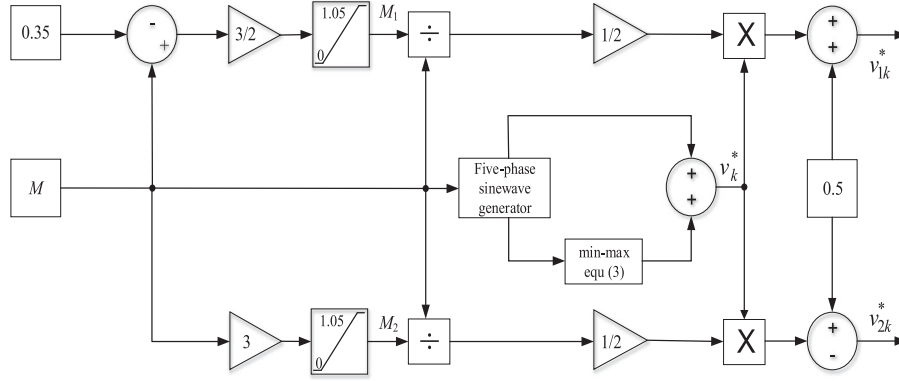 0.35
-
+
3/2
1.05
0
M₁
÷
1/2
X
+
+
v*1k
M
Five-phase
sinewave
generator
min-max
equ (3)
+
+
v*k
0.5
3
1.05
0
M₂
÷
1/2
X
+
-
v*2k